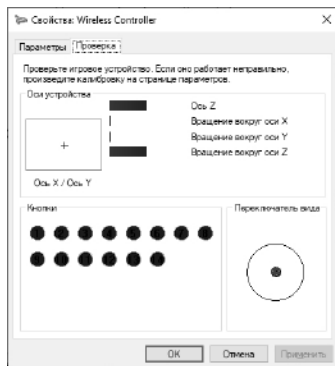 Свойства: Wireless Controller
Параметры
Проверка
Проверьте игровое устройство. Если оно работает неправильно,
произведите калибровку на странице параметров.
Оси устройства
Ось Z
Вращение вокруг оси X
Вращение вокруг оси Y
Вращение вокруг оси Z
Ось X / Ось Y
Кнопки
Переключатель вида
OK
Отмена
Применить